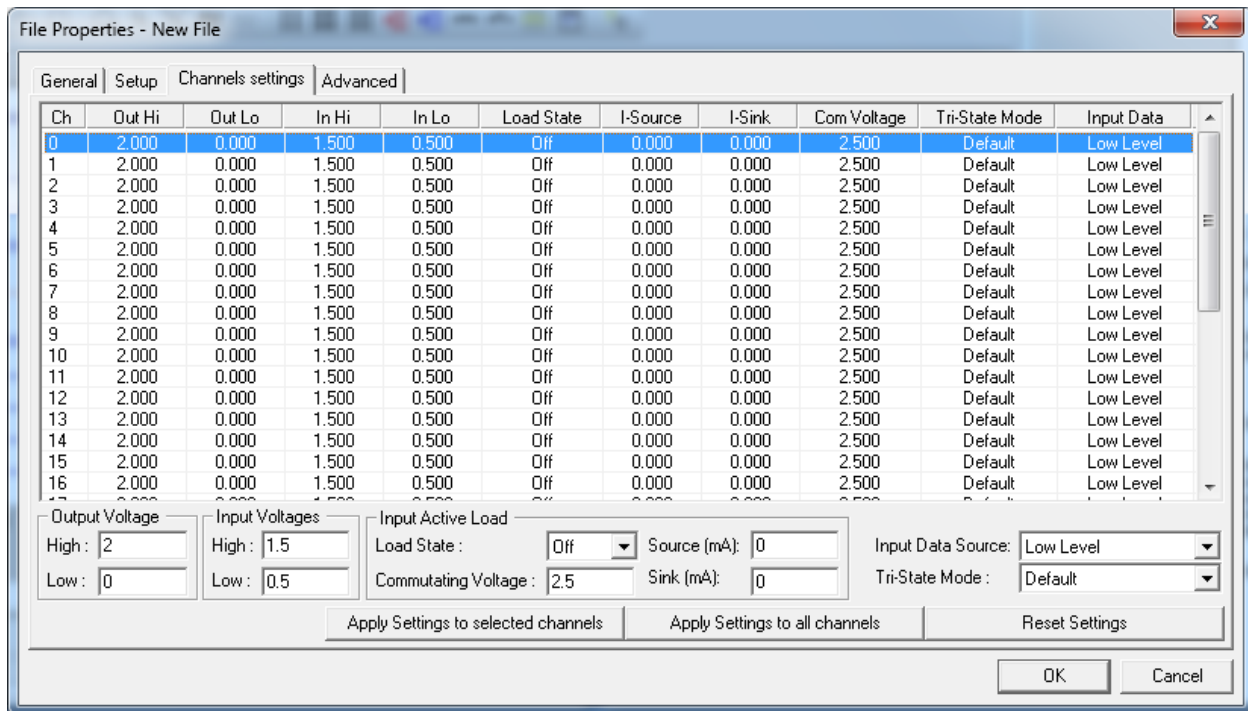 File Properties - New File
General Setup Channels settings Advanced
Ch Out Hi Out Lo In Hi In Lo Load State I-Source I-Sink Com Voltage Tri-State Mode Input Data
0 2.000 0.000 1.500 0.500 Off 0.000 0.000 2.500 Default Low Level
1 2.000 0.000 1.500 0.500 Off 0.000 0.000 2.500 Default Low Level
2 2.000 0.000 1.500 0.500 Off 0.000 0.000 2.500 Default Low Level
3 2.000 0.000 1.500 0.500 Off 0.000 0.000 2.500 Default Low Level
4 2.000 0.000 1.500 0.500 Off 0.000 0.000 2.500 Default Low Level
5 2.000 0.000 1.500 0.500 Off 0.000 0.000 2.500 Default Low Level
6 2.000 0.000 1.500 0.500 Off 0.000 0.000 2.500 Default Low Level
7 2.000 0.000 1.500 0.500 Off 0.000 0.000 2.500 Default Low Level
8 2.000 0.000 1.500 0.500 Off 0.000 0.000 2.500 Default Low Level
9 2.000 0.000 1.500 0.500 Off 0.000 0.000 2.500 Default Low Level
10 2.000 0.000 1.500 0.500 Off 0.000 0.000 2.500 Default Low Level
11 2.000 0.000 1.500 0.500 Off 0.000 0.000 2.500 Default Low Level
12 2.000 0.000 1.500 0.500 Off 0.000 0.000 2.500 Default Low Level
13 2.000 0.000 1.500 0.500 Off 0.000 0.000 2.500 Default Low Level
14 2.000 0.000 1.500 0.500 Off 0.000 0.000 2.500 Default Low Level
15 2.000 0.000 1.500 0.500 Off 0.000 0.000 2.500 Default Low Level
16 2.000 0.000 1.500 0.500 Off 0.000 0.000 2.500 Default Low Level
Output Voltage Input Voltages Input Active Load
High : 2 High : 1.5 Load State : Off Source (mA): 0 Input Data Source: Low Level
Low : 0 Low : 0.5 Commutating Voltage : 2.5 Sink (mA): 0 Tri-State Mode : Default
Apply Settings to selected channels Apply Settings to all channels Reset Settings
OK Cancel